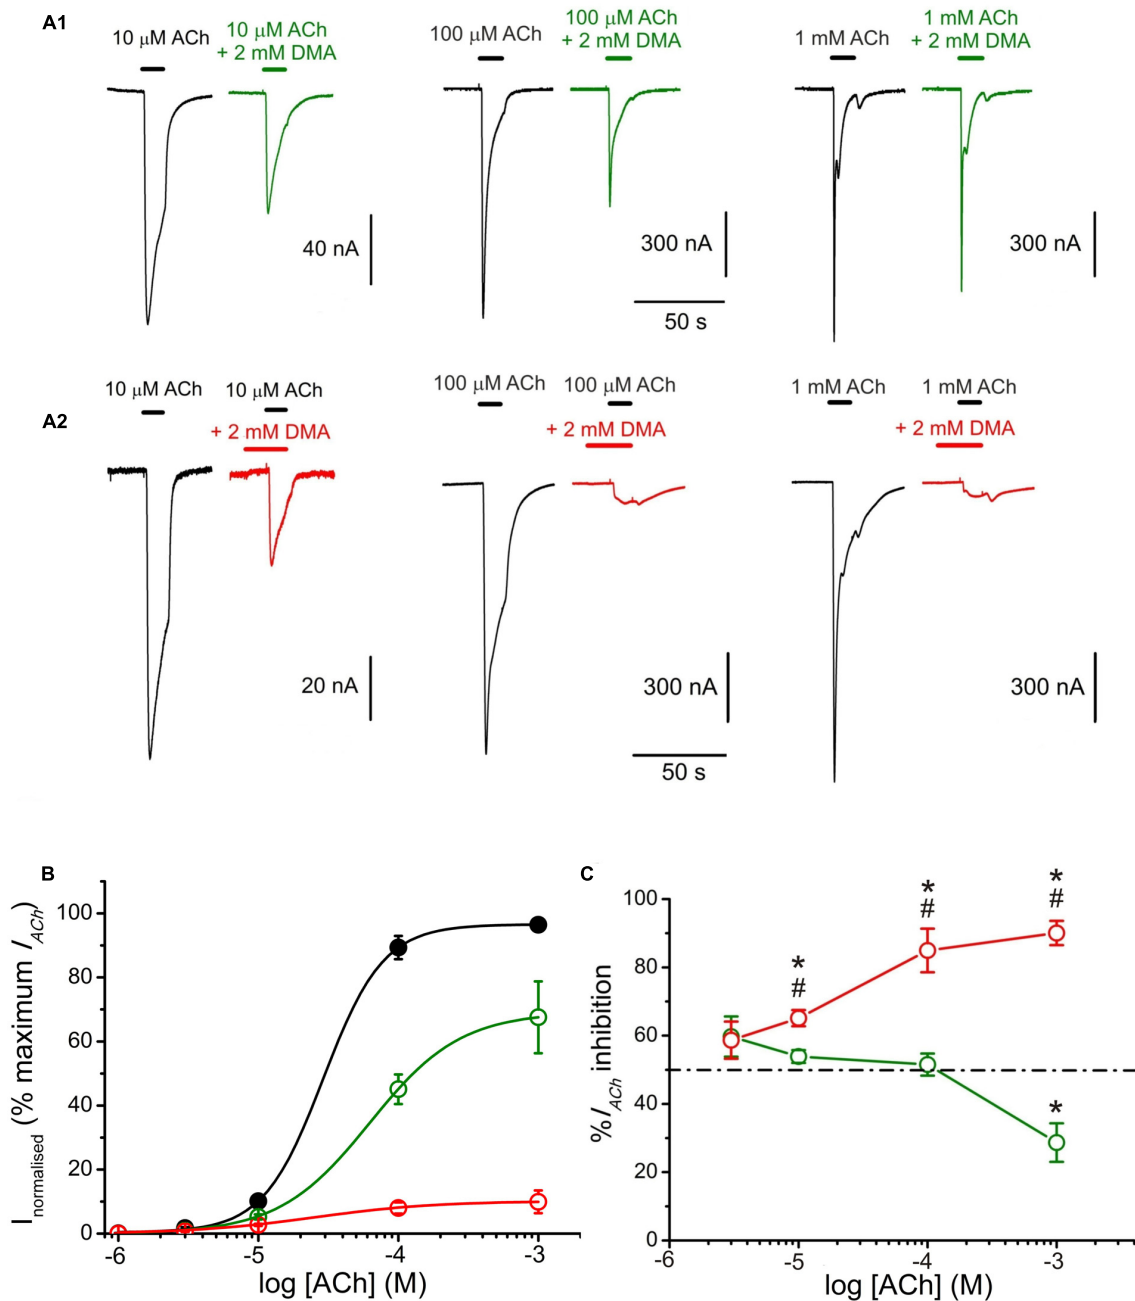 A1
10 μM ACh
10 μM ACh
+ 2 mM DMA
100 μM ACh
100 μM ACh
+ 2 mM DMA
1 mM ACh
1 mM ACh
+ 2 mM DMA
40 nA
300 nA
300 nA
50 s
A2
10 μM ACh
10 μM ACh
+ 2 mM DMA
100 μM ACh
100 μM ACh
+ 2 mM DMA
1 mM ACh
1 mM ACh
+ 2 mM DMA
20 nA
300 nA
300 nA
50 s
B
I normalised (% maximum I ACh)
100
80
60
40
20
0
-6 -5 -4 -3
log [ACh] (M)
C
% I ACh inhibition
100
80
60
40
20
0
* # * # * #
*
-6 -5 -4 -3
log [ACh] (M)